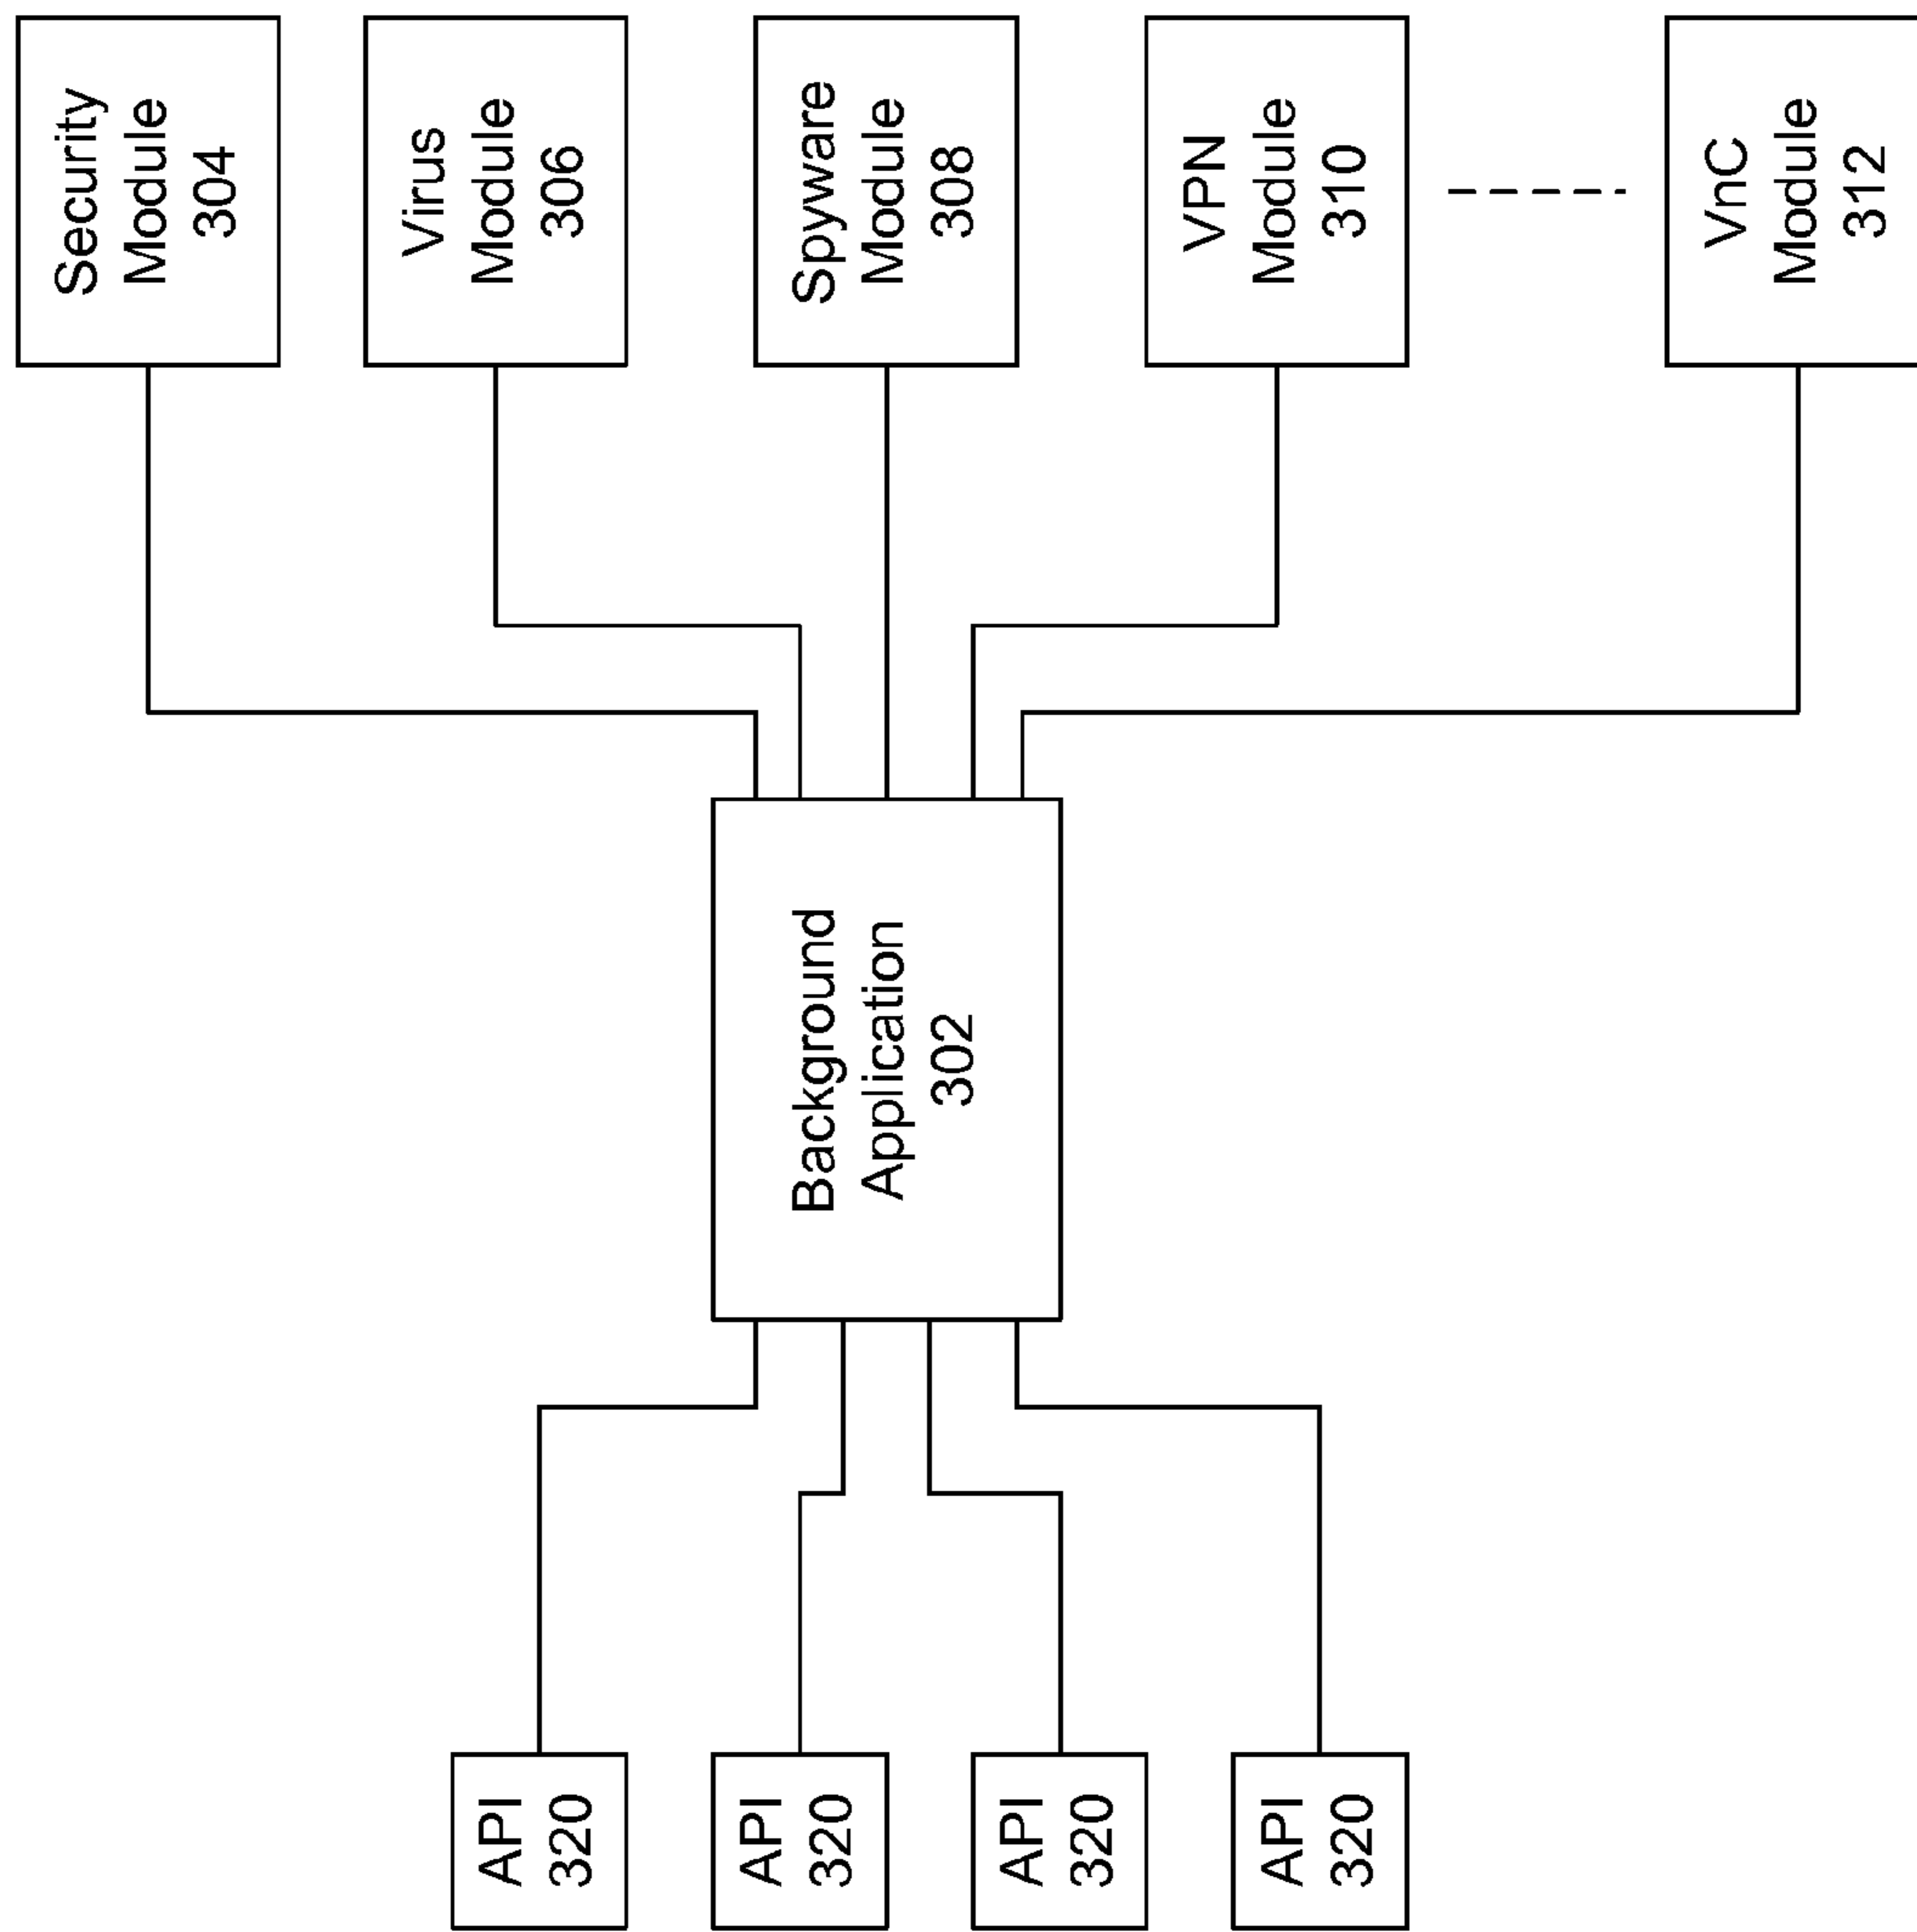 API
320
API
320
API
320
API
320
Background
Application
302
Security
Module
304
Virus
Module
306
Spyware
Module
308
VPN
Module
310
VnC
Module
312